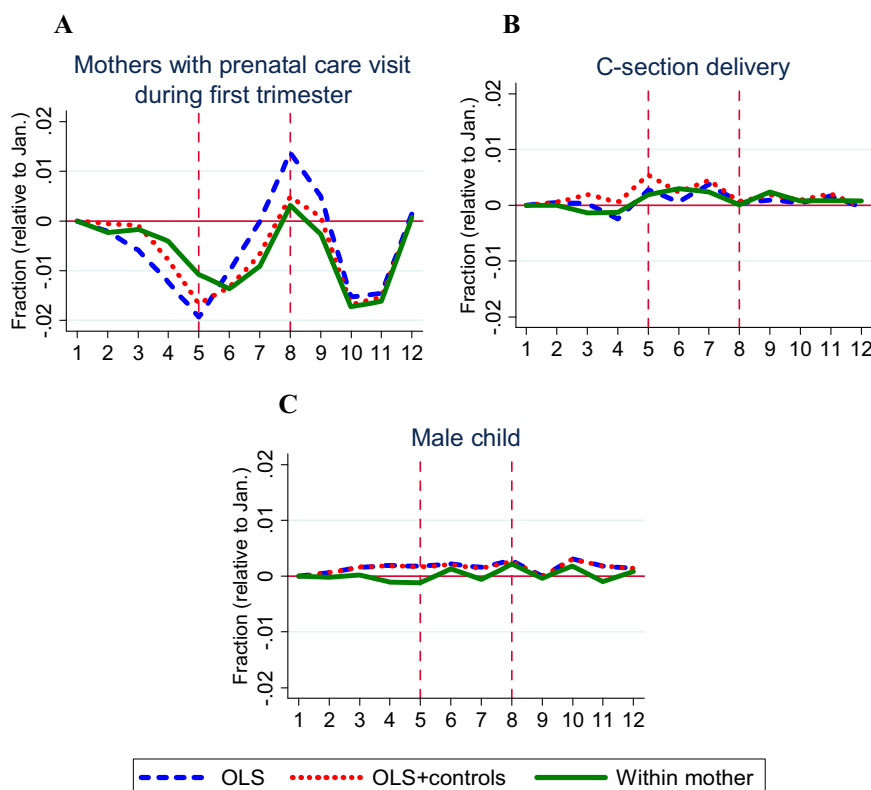 A
Mothers with prenatal care visit
during first trimester
Fraction (relative to Jan.)
.02
.01
0
-.01
-.02
1 2 3 4 5 6 7 8 9 10 11 12
B
C-section delivery
Fraction (relative to Jan.)
.02
.01
0
-.01
-.02
1 2 3 4 5 6 7 8 9 10 11 12
C
Male child
Fraction (relative to Jan.)
.02
.01
0
-.01
-.02
1 2 3 4 5 6 7 8 9 10 11 12
OLS OLS+controls Within mother